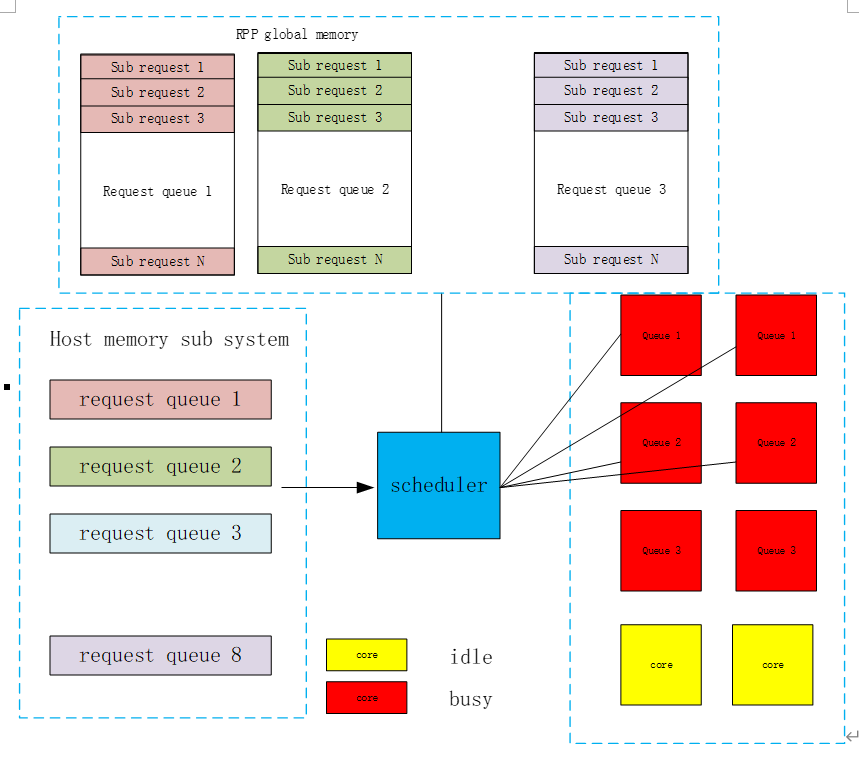 RPP global memory
Sub request 1
Sub request 2
Sub request 3
Request queue 1
Sub request N
Sub request 1
Sub request 2
Sub request 3
Request queue 2
Sub request N
Sub request 1
Sub request 2
Sub request 3
Request queue 3
Sub request N
Host memory sub system
request queue 1
request queue 2
request queue 3
request queue 8
scheduler
Queue 1
Queue 1
Queue 2
Queue 2
Queue 3
Queue 3
core
core
core
idle
core
busy